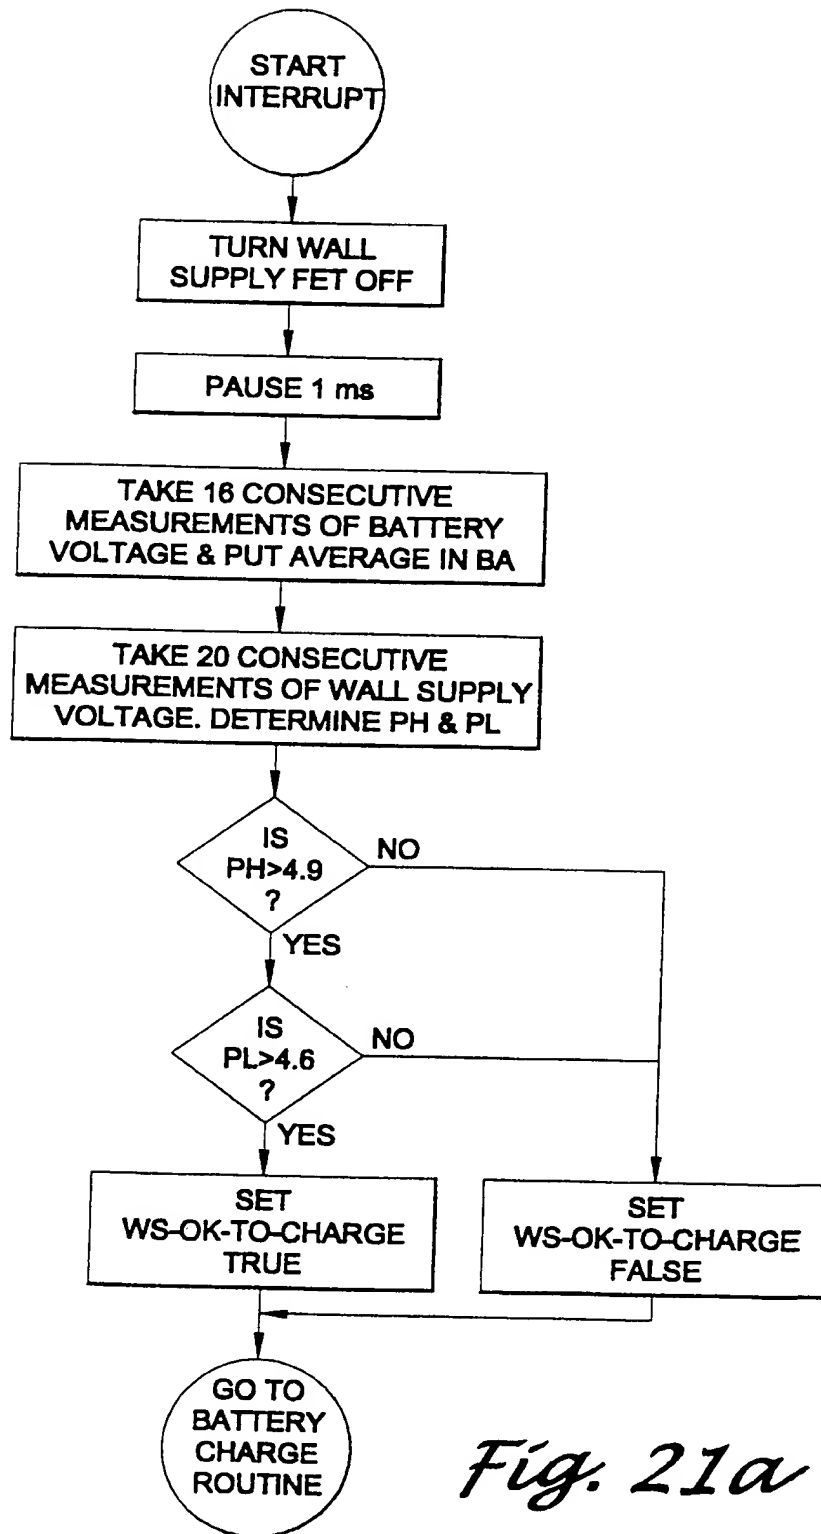 START
INTERRUPT
TURN WALL
SUPPLY FET OFF
PAUSE 1 ms
TAKE 16 CONSECUTIVE
MEASUREMENTS OF BATTERY
VOLTAGE & PUT AVERAGE IN BA
TAKE 20 CONSECUTIVE
MEASUREMENTS OF WALL SUPPLY
VOLTAGE. DETERMINE PH & PL
IS
PH>4.9
?
NO
YES
IS
PL>4.6
?
NO
YES
SET
WS-OK-TO-CHARGE
TRUE
SET
WS-OK-TO-CHARGE
FALSE
GO TO
BATTERY
CHARGE
ROUTINE
Fig. 21a